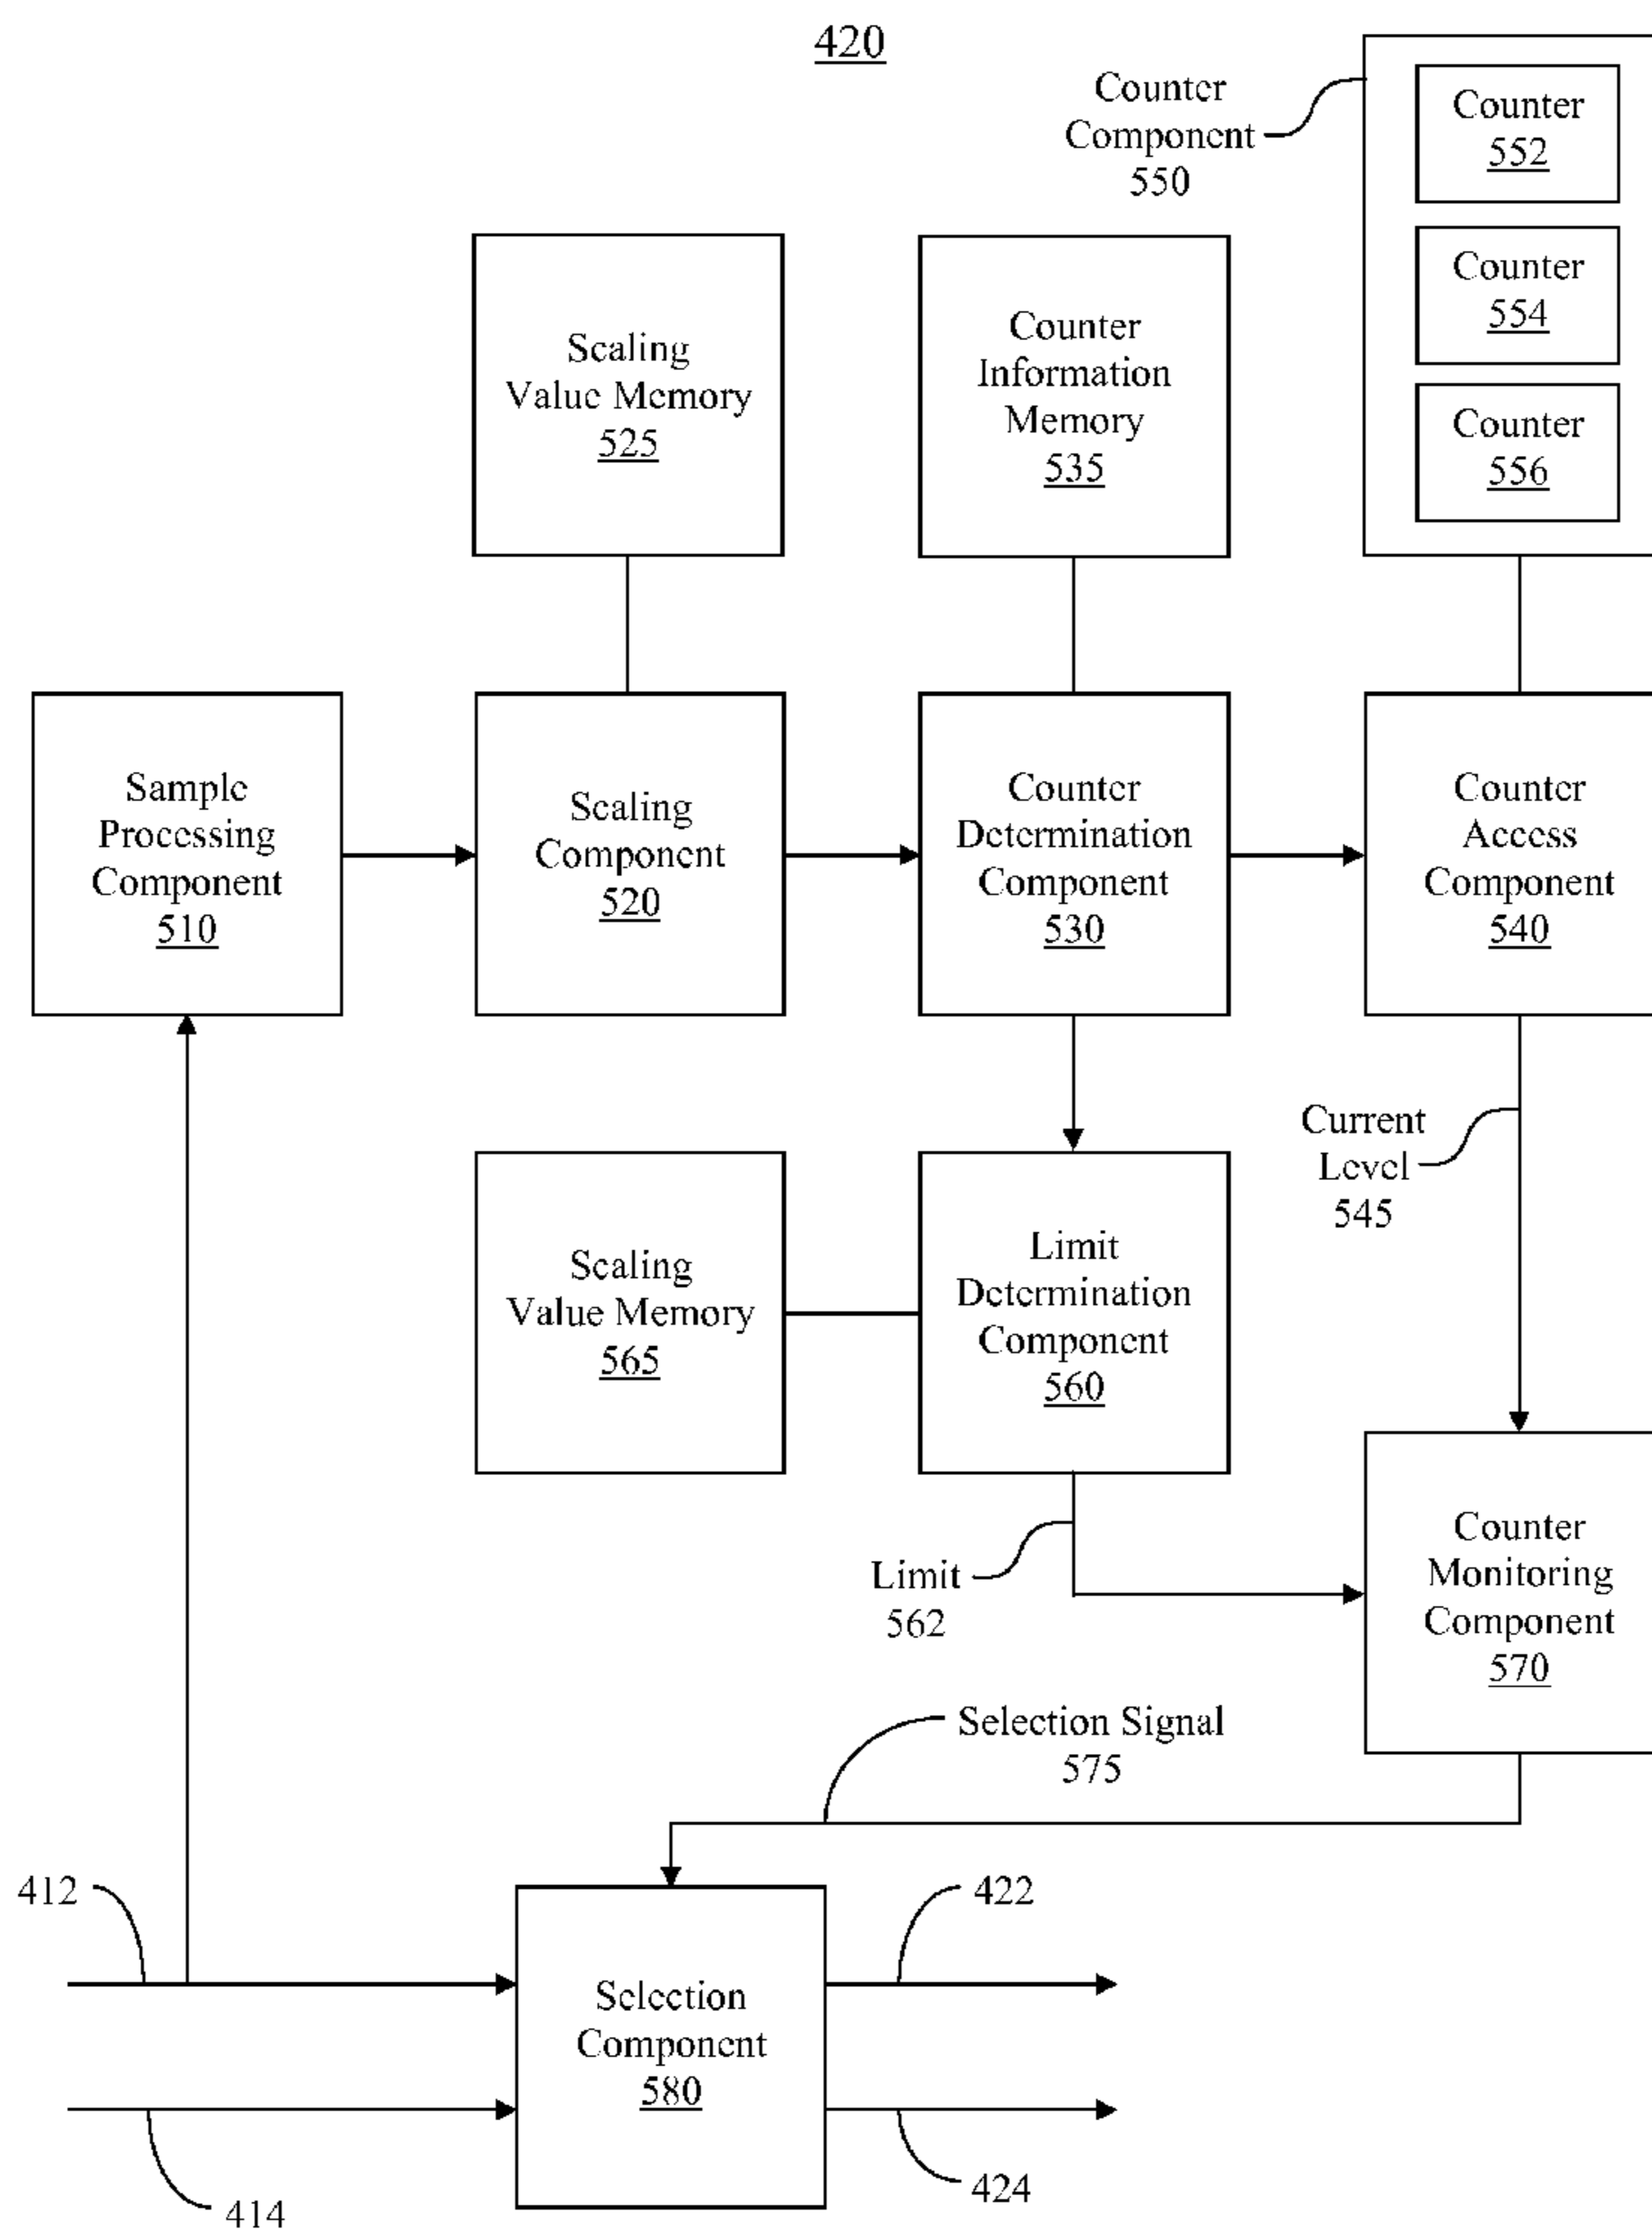 420
Counter
Component
550
Counter
552
Counter
554
Counter
556
Scaling
Value Memory
525
Counter
Information
Memory
535
Sample
Processing
Component
510
Scaling
Component
520
Counter
Determination
Component
530
Counter
Access
Component
540
Current
Level
545
Scaling
Value Memory
565
Limit
Determination
Component
560
Limit
562
Counter
Monitoring
Component
570
Selection Signal
575
412
422
Selection
Component
580
414
424